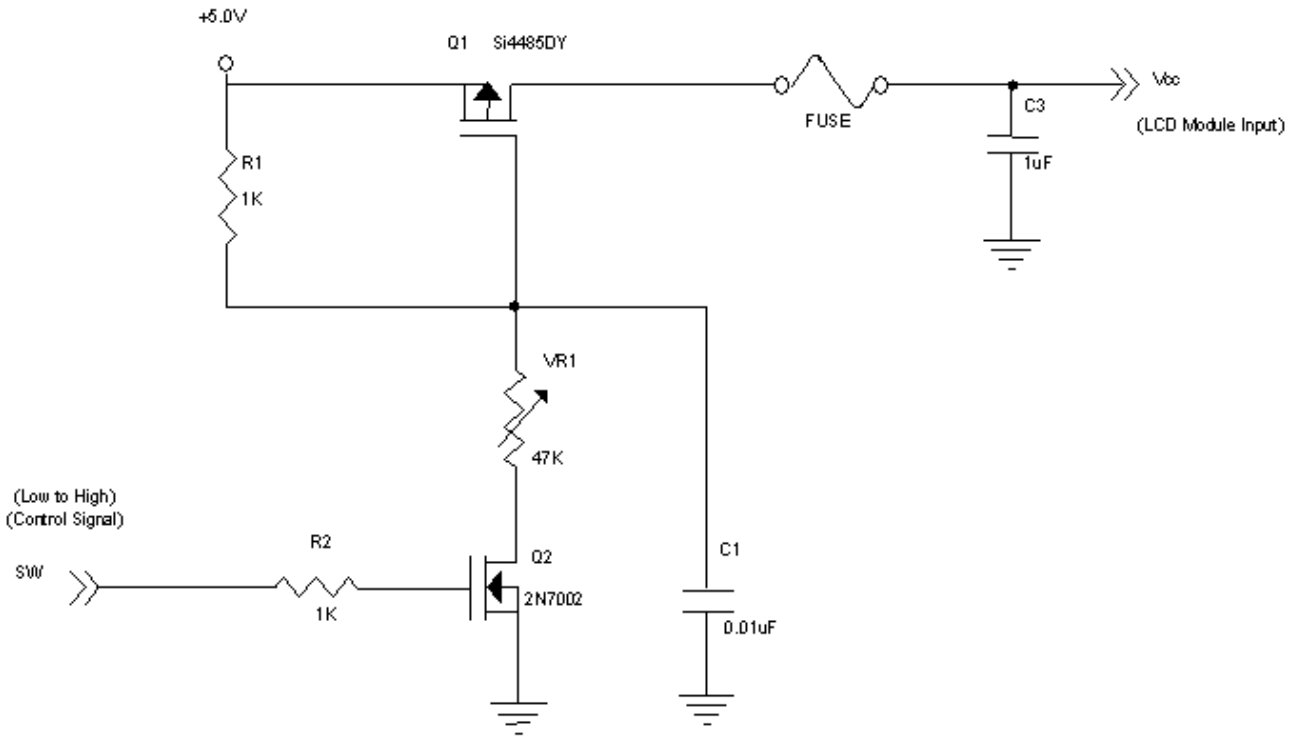 +5.0V
Q1 Si4485DY
FUSE
C3
1uF
Vcc
(LCD Module Input)
R1
1K
VR1
47K
(Low to High)
(Control Signal)
SW
R2
1K
Q2
2N7002
C1
0.01uF